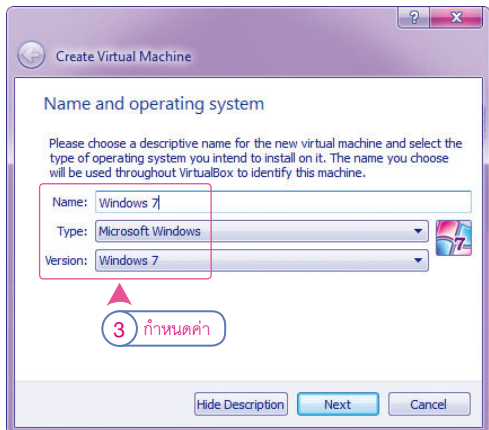 ?
X
Create Virtual Machine
Name and operating system
Please choose a descriptive name for the new virtual machine and select the
type of operating system you intend to install on it. The name you choose
will be used throughout VirtualBox to identify this machine.
Name: Windows 7
Type: Microsoft Windows
7
Version: Windows 7
3 กำหนดค่า
Hide Description Next Cancel